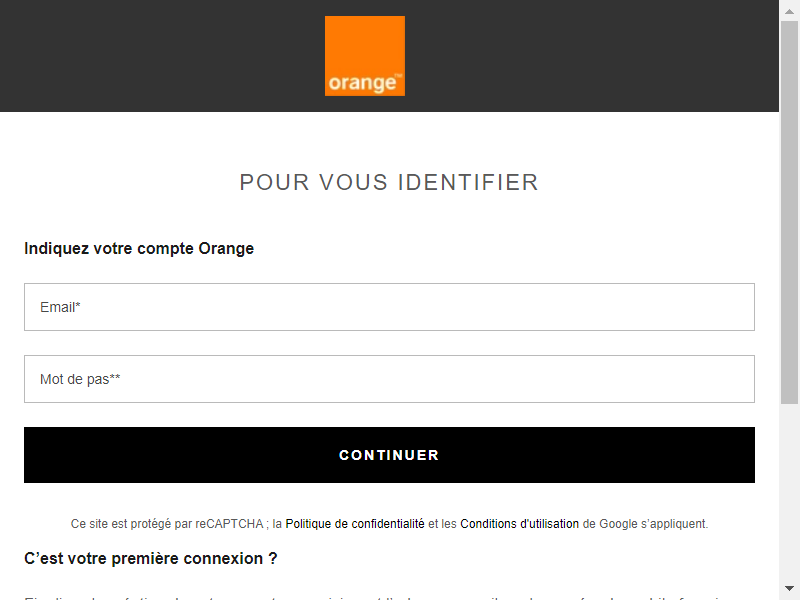 orange™
POUR VOUS IDENTIFIER
Indiquez votre compte Orange
Email*
Mot de pas**
CONTINUER
Ce site est protégé par reCAPTCHA ; la Politique de confidentialité et les Conditions d'utilisation de Google s'appliquent.
C’est votre première connexion ?